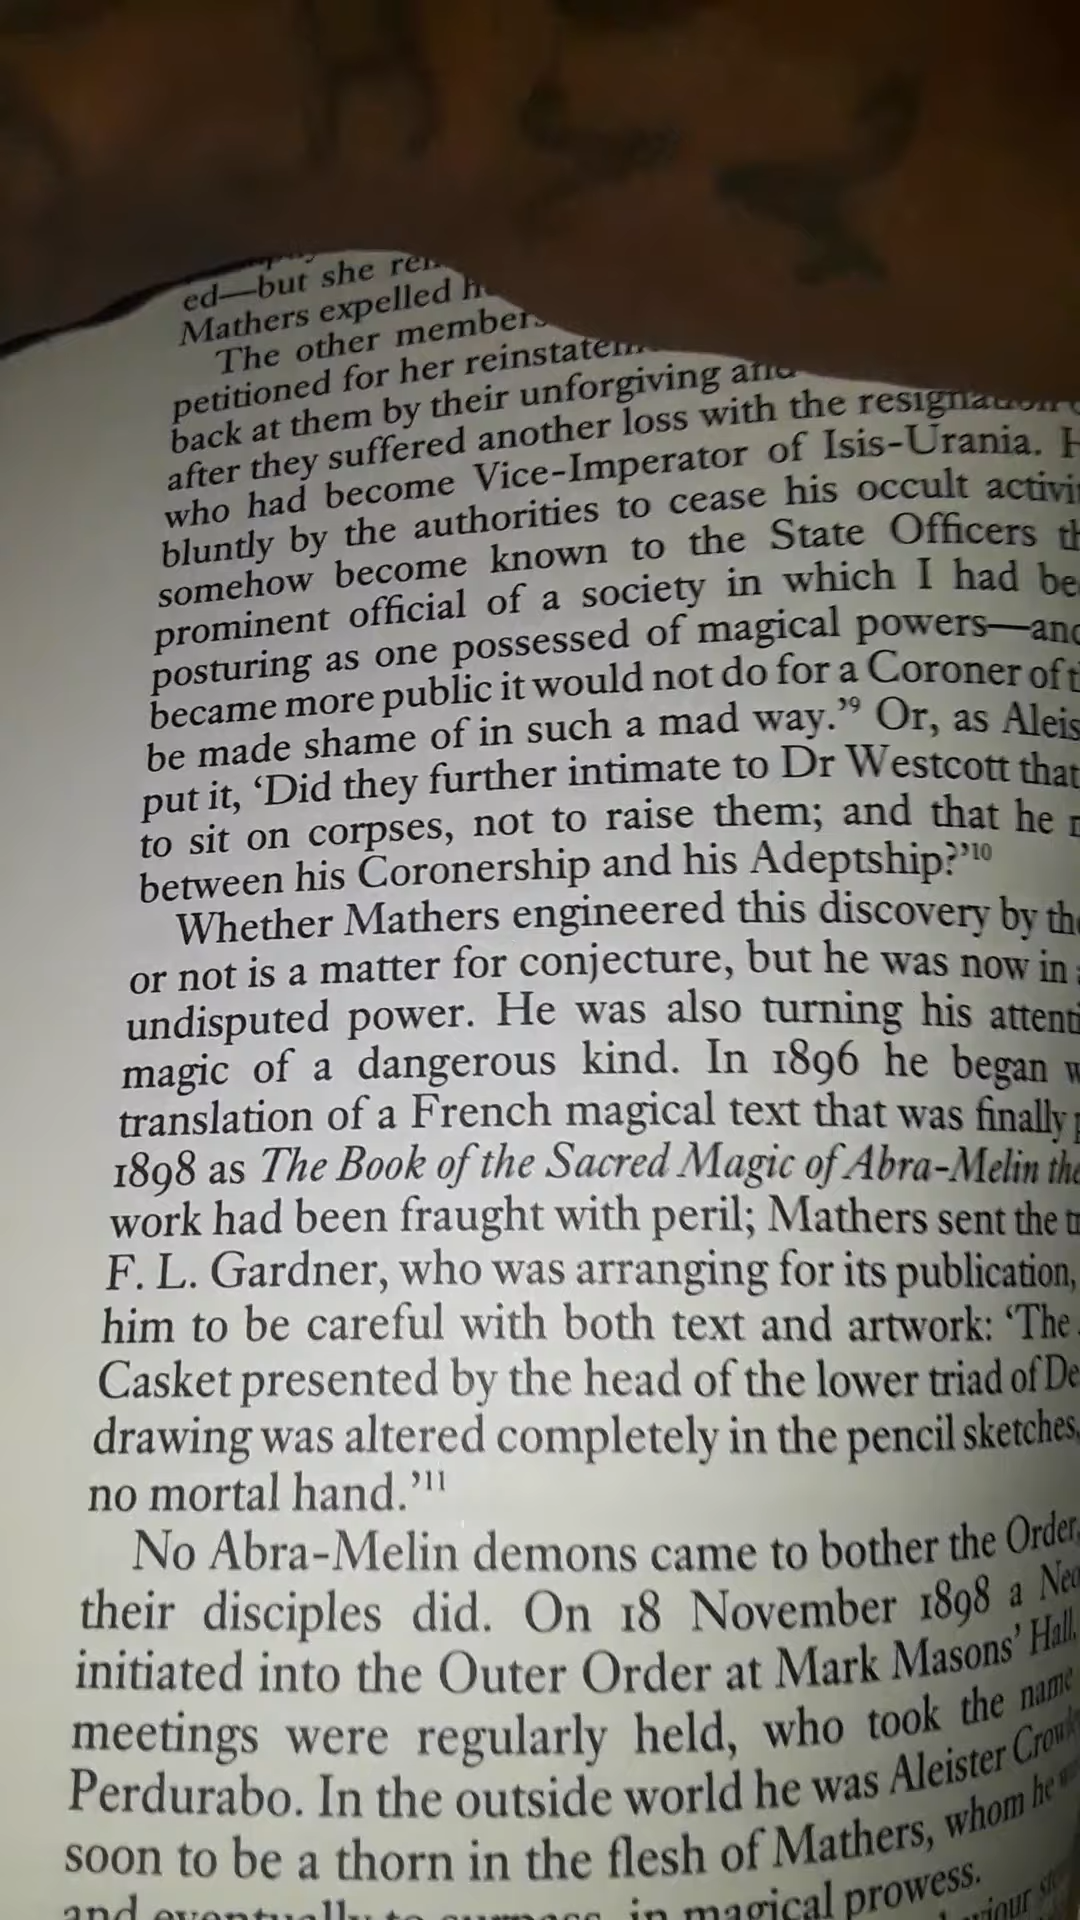 ed—but she
Mathers expelled
The other members
petitioned for her
back at them by their unforgiving and
after they suffered another loss with the resignation
who had become Vice-Imperator of Isis-Urania.
bluntly by the authorities to cease his occult
somehow become known to the State Officers
prominent official of a society in which I had
posturing as one possessed of magical powers—and
became more public it would not do for a Coroner of
be made shame of in such a mad way.’⁹ Or, as
put it, ‘Did they further intimate to Dr Westcott that
to sit on corpses, not to raise them; and that he
between his Coronership and his Adeptship?’¹⁰
Whether Mathers engineered this discovery by
or not is a matter for conjecture, but he was now in
undisputed power. He was also turning his
magic of a dangerous kind. In 1896 he began
translation of a French magical text that was finally
1898 as The Book of the Sacred Magic of Abra-Melin
work had been fraught with peril; Mathers sent the
F. L. Gardner, who was arranging for its publication,
him to be careful with both text and artwork: ‘The
Casket presented by the head of the lower triad of
drawing was altered completely in the pencil sketches,
no mortal hand.’¹¹
No Abra-Melin demons came to bother the Order,
their disciples did. On 18 November 1898 a
initiated into the Outer Order at Mark Masons’ Hall,
meetings were regularly held, who took the name
Perdurabo. In the outside world he was Aleister
soon to be a thorn in the flesh of Mathers, whom he
and eventually to in magical prowess.